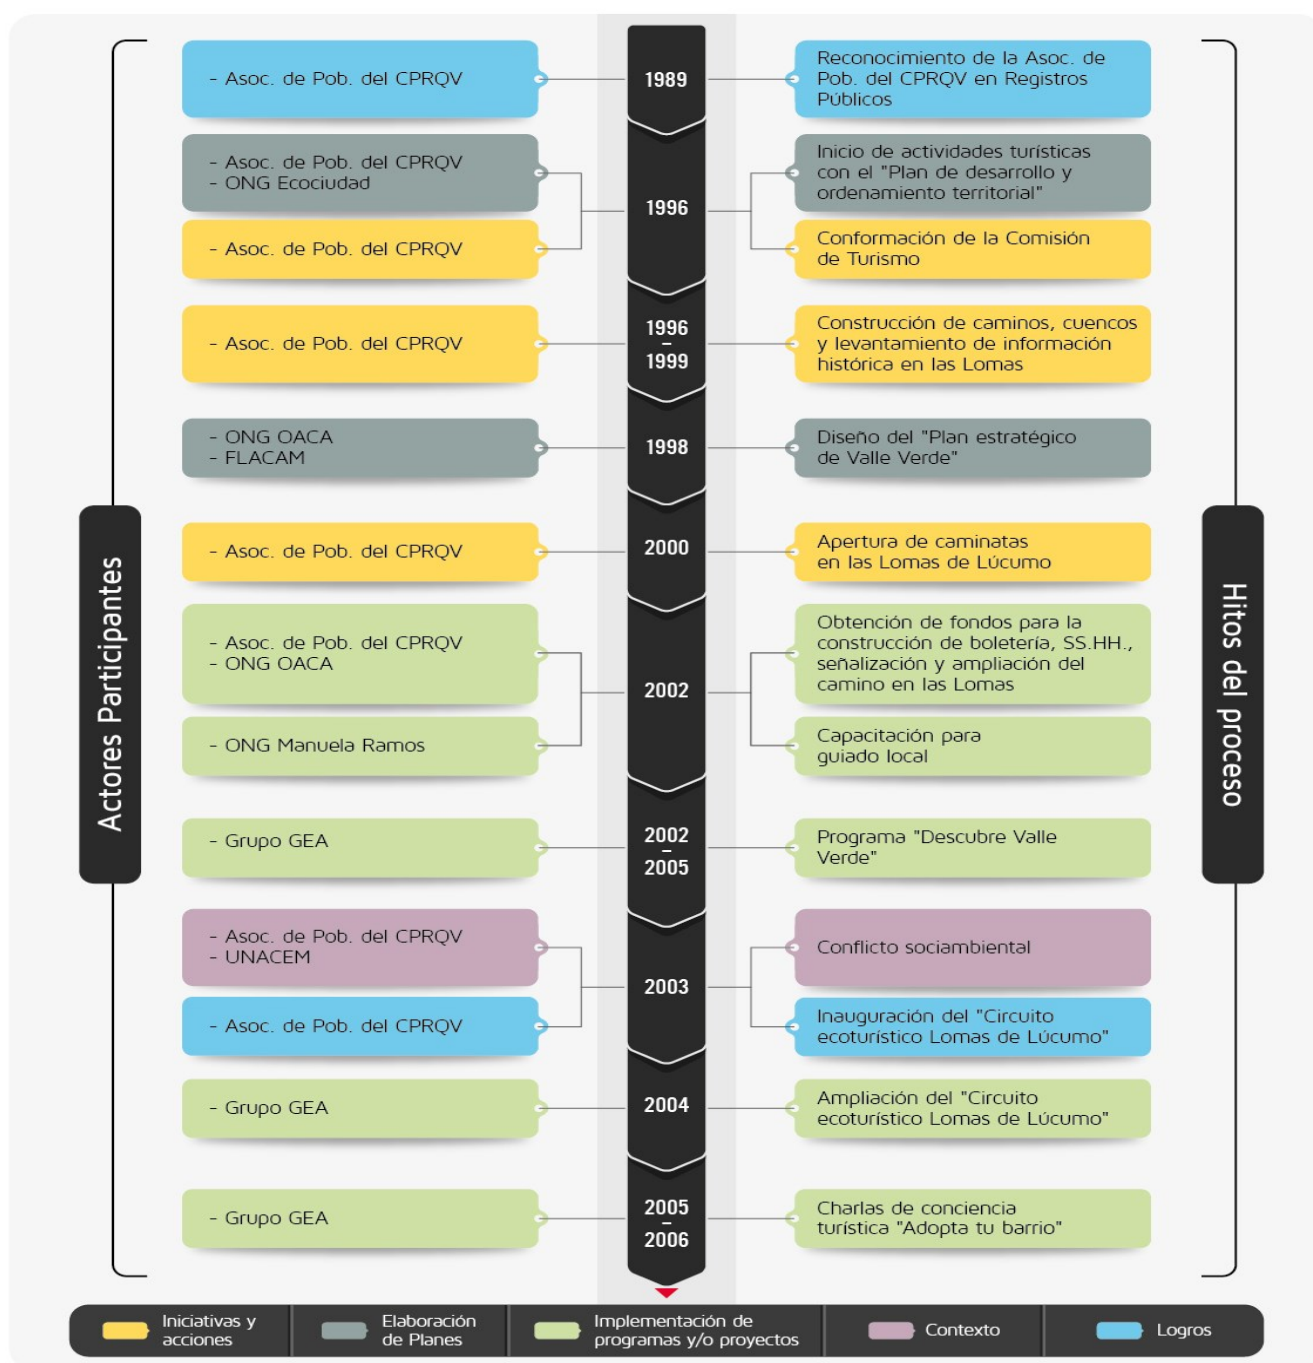 - Asoc. de Pob. del CPRQV
1989
Reconocimiento de la Asoc. de
Pob. del CPRQV en Registros
Públicos
- Asoc. de Pob. del CPRQV
- ONG Ecociudad
- Asoc. de Pob. del CPRQV
1996
Inicio de actividades turísticas
con el "Plan de desarrollo y
ordenamiento territorial"
Conformación de la Comisión
de Turismo
- Asoc. de Pob. del CPRQV
1996
–
1999
Construcción de caminos, cuencos
y levantamiento de información
histórica en las Lomas
- ONG OACA
- FLACAM
1998
Diseño del "Plan estratégico
de Valle Verde"
- Asoc. de Pob. del CPRQV
2000
Apertura de caminatas
en las Lomas de Lúcumo
- Asoc. de Pob. del CPRQV
- ONG OACA
- ONG Manuela Ramos
2002
Obtención de fondos para la
construcción de boletería, SS.HH.,
señalización y ampliación del
camino en las Lomas
Capacitación para
guiado local
- Grupo GEA
2002
–
2005
Programa "Descubre Valle
Verde"
- Asoc. de Pob. del CPRQV
- UNACEM
- Asoc. de Pob. del CPRQV
2003
Conflicto sociambiental
Inauguración del "Circuito
ecoturístico Lomas de Lúcumo"
- Grupo GEA
2004
Ampliación del "Circuito
ecoturístico Lomas de Lúcumo"
- Grupo GEA
2005
–
2006
Charlas de conciencia
turística "Adopta tu barrio"
Actores Participantes
Hitos del proceso
Iniciativas y
acciones
Elaboración
de Planes
Implementación de
programas y/o proyectos
Contexto
Logros